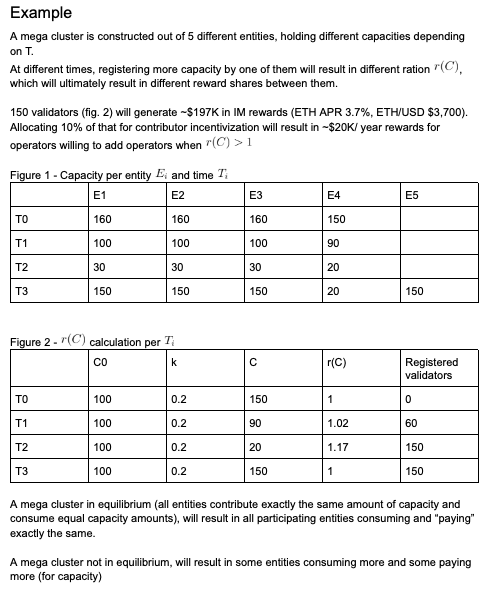 Example
A mega cluster is constructed out of 5 different entities, holding different capacities depending
on T.
At different times, registering more capacity by one of them will result in different ration r(C),
which will ultimately result in different reward shares between them.
150 validators (fig. 2) will generate ~$197K in IM rewards (ETH APR 3.7%, ETH/USD $3,700).
Allocating 10% of that for contributor incentivization will result in ~$20K/ year rewards for
operators willing to add operators when r(C) > 1
Figure 1 - Capacity per entity Ei and time Ti
E1 E2 E3 E4 E5
T0 160 160 160 150
T1 100 100 100 90
T2 30 30 30 20
T3 150 150 150 20 150
Figure 2 - r(C) calculation per Ti
C0 k C r(C) Registered
validators
T0 100 0.2 150 1 0
T1 100 0.2 90 1.02 60
T2 100 0.2 20 1.17 150
T3 100 0.2 150 1 150
A mega cluster in equilibrium (all entities contribute exactly the same amount of capacity and
consume equal capacity amounts), will result in all participating entities consuming and “paying”
exactly the same.
A mega cluster not in equilibrium, will result in some entities consuming more and some paying
more (for capacity)